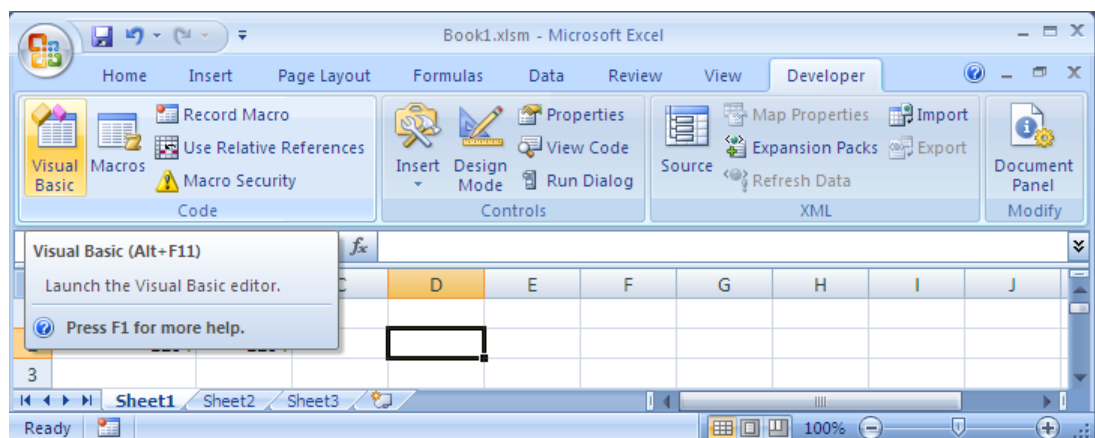 Book1.xlsm - Microsoft Excel
Home Insert Page Layout Formulas Data Review View Developer
Visual Basic
Macros
Record Macro
Use Relative References
Macro Security
Code
Insert
Design Mode
Properties
View Code
Run Dialog
Controls
Source
Map Properties
Expansion Packs
Refresh Data
Import
Export
XML
Document Panel
Modify
fx
Visual Basic (Alt+F11)
Launch the Visual Basic editor.
Press F1 for more help.
D E F G H I J
3
Sheet1 Sheet2 Sheet3
Ready 100%